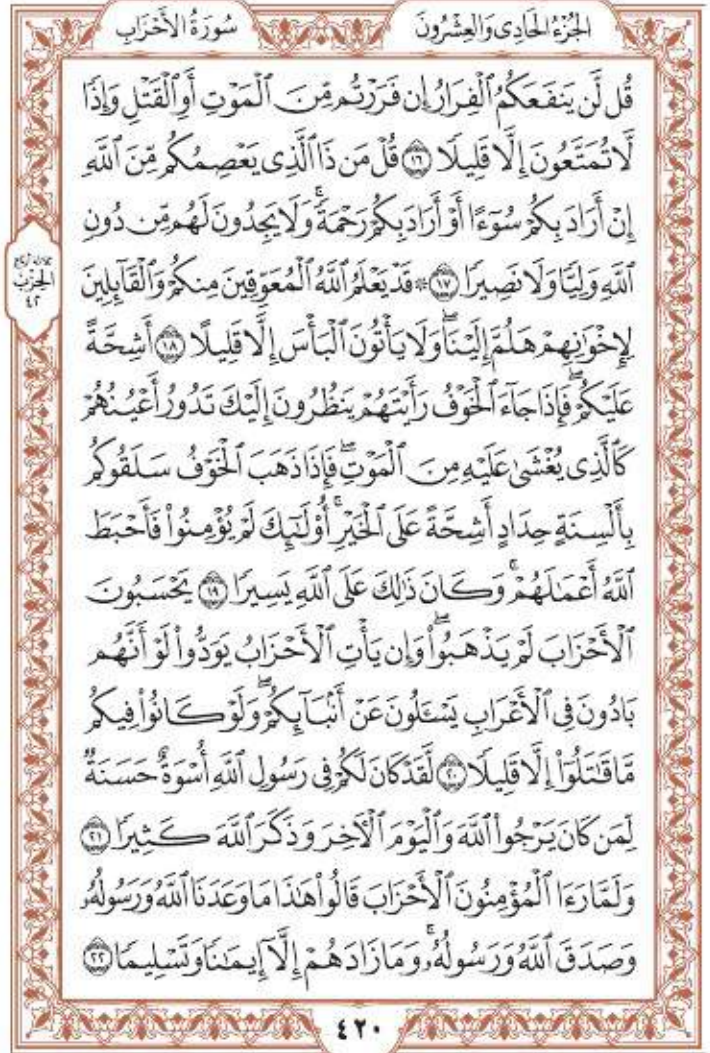 الجُزْءُ الحَادِى وَالعِشْرُونَ
سُورَةُ الأَحْزَابِ
قُل لَّن يَنفَعَكُمُ ٱلْفِرَارُ إِن فَرَرْتُم مِّنَ ٱلْمَوْتِ أَوِ ٱلْقَتْلِ وَإِذًا
لَّا تُمَتَّعُونَ إِلَّا قَلِيلًا ١٦ قُلْ مَن ذَا ٱلَّذِى يَعْصِمُكُم مِّنَ ٱللَّهِ
إِنْ أَرَادَ بِكُمْ سُوٓءًا أَوْ أَرَادَ بِكُمْ رَحْمَةً ۚ وَلَا يَجِدُونَ لَهُم مِّن دُونِ
ٱللَّهِ وَلِيًّا وَلَا نَصِيرًا ١٧ ۞ قَدْ يَعْلَمُ ٱللَّهُ ٱلْمُعَوِّقِينَ مِنكُمْ وَٱلْقَآئِلِينَ
لِإِخْوَٰنِهِمْ هَلُمَّ إِلَيْنَا ۖ وَلَا يَأْتُونَ ٱلْبَأْسَ إِلَّا قَلِيلًا ١٨ أَشِحَّةً
عَلَيْكُمْ ۖ فَإِذَا جَآءَ ٱلْخَوْفُ رَأَيْتَهُمْ يَنظُرُونَ إِلَيْكَ تَدُورُ أَعْيُنُهُمْ
كَٱلَّذِى يُغْشَىٰ عَلَيْهِ مِنَ ٱلْمَوْتِ ۖ فَإِذَا ذَهَبَ ٱلْخَوْفُ سَلَقُوكُم
بِأَلْسِنَةٍ حِدَادٍ أَشِحَّةً عَلَى ٱلْخَيْرِ ۚ أُو۟لَٰٓئِكَ لَمْ يُؤْمِنُوا۟ فَأَحْبَطَ
ٱللَّهُ أَعْمَٰلَهُمْ ۚ وَكَانَ ذَٰلِكَ عَلَى ٱللَّهِ يَسِيرًا ١٩ يَحْسَبُونَ
ٱلْأَحْزَابَ لَمْ يَذْهَبُوا۟ ۖ وَإِن يَأْتِ ٱلْأَحْزَابُ يَوَدُّوا۟ لَوْ أَنَّهُم
بَادُونَ فِى ٱلْأَعْرَابِ يَسْـَٔلُونَ عَنْ أَنۢبَآئِكُمْ ۖ وَلَوْ كَانُوا۟ فِيكُم
مَّا قَٰتَلُوٓا۟ إِلَّا قَلِيلًا ٢٠ لَّقَدْ كَانَ لَكُمْ فِى رَسُولِ ٱللَّهِ أُسْوَةٌ حَسَنَةٌ
لِّمَن كَانَ يَرْجُوا۟ ٱللَّهَ وَٱلْيَوْمَ ٱلْءَاخِرَ وَذَكَرَ ٱللَّهَ كَثِيرًا ٢١
وَلَمَّا رَءَا ٱلْمُؤْمِنُونَ ٱلْأَحْزَابَ قَالُوا۟ هَٰذَا مَا وَعَدَنَا ٱللَّهُ وَرَسُولُهُۥ
وَصَدَقَ ٱللَّهُ وَرَسُولُهُۥ ۚ وَمَا زَادَهُمْ إِلَّآ إِيمَٰنًا وَتَسْلِيمًا ٢٢
ثلاثة أرباع
الحِزْب
٤٢
٤٢٠